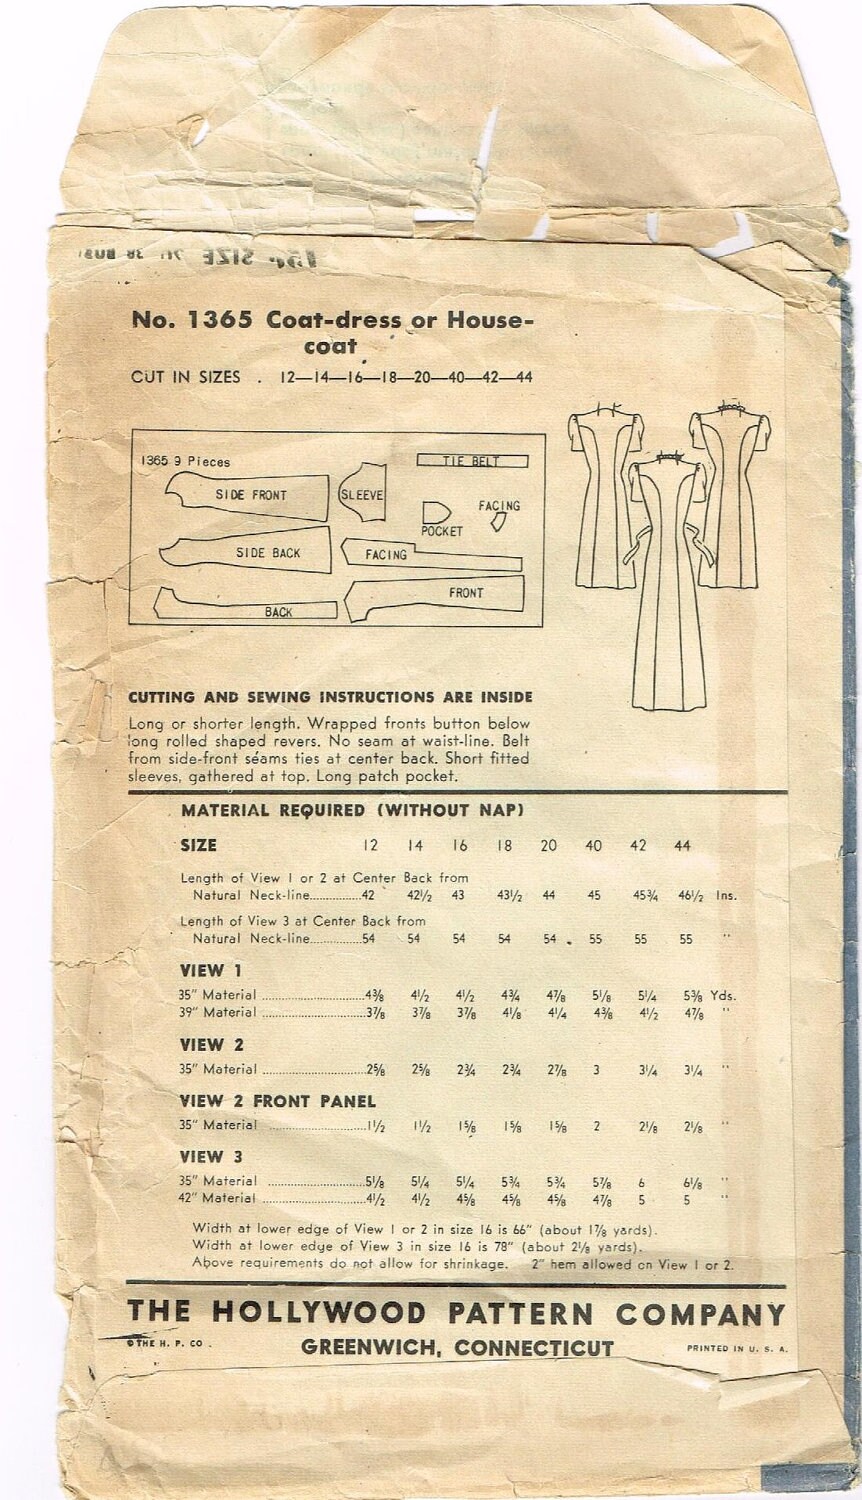 15¢ SIZE
No. 1365 Coat-dress or House-
coat
CUT IN SIZES . 12—14—16—18—20—40—42—44
1365 9 Pieces
TIE BELT
SIDE FRONT
SLEEVE
FACING
POCKET
SIDE BACK
FACING
FRONT
BACK
CUTTING AND SEWING INSTRUCTIONS ARE INSIDE
Long or shorter length. Wrapped fronts button below
long rolled shaped revers. No seam at waist-line. Belt
from side-front seams ties at center back. Short fitted
sleeves, gathered at top. Long patch pocket.
MATERIAL REQUIRED (WITHOUT NAP)
SIZE 12 14 16 18 20 40 42 44
Length of View 1 or 2 at Center Back from
Natural Neck-line...............42 42½ 43 43½ 44 45 45¾ 46½ Ins.
Length of View 3 at Center Back from
Natural Neck-line...............54 54 54 54 54 55 55 55 "
VIEW 1
35" Material ..............................4⅜ 4½ 4½ 4¾ 4⅞ 5⅛ 5¼ 5⅜ Yds.
39" Material ..............................3⅞ 3⅞ 3⅞ 4⅛ 4¼ 4⅜ 4½ 4⅞ "
VIEW 2
35" Material ..............................2⅝ 2⅝ 2¾ 2¾ 2⅞ 3 3¼ 3¼ "
VIEW 2 FRONT PANEL
35" Material ............................1½ 1½ 1⅝ 1⅝ 1⅝ 2 2⅛ 2⅛ "
VIEW 3
35" Material ............................5⅛ 5¼ 5¼ 5¾ 5¾ 5⅞ 6 6⅛ "
42" Material ..............................4½ 4½ 4⅝ 4⅝ 4⅝ 4⅞ 5 5 "
Width at lower edge of View 1 or 2 in size 16 is 66" (about 1⅞ yards).
Width at lower edge of View 3 in size 16 is 78" (about 2⅛ yards).
Above requirements do not allow for shrinkage. 2" hem allowed on View 1 or 2.
THE HOLLYWOOD PATTERN COMPANY
© THE H. P. CO . GREENWICH, CONNECTICUT PRINTED IN U. S. A.